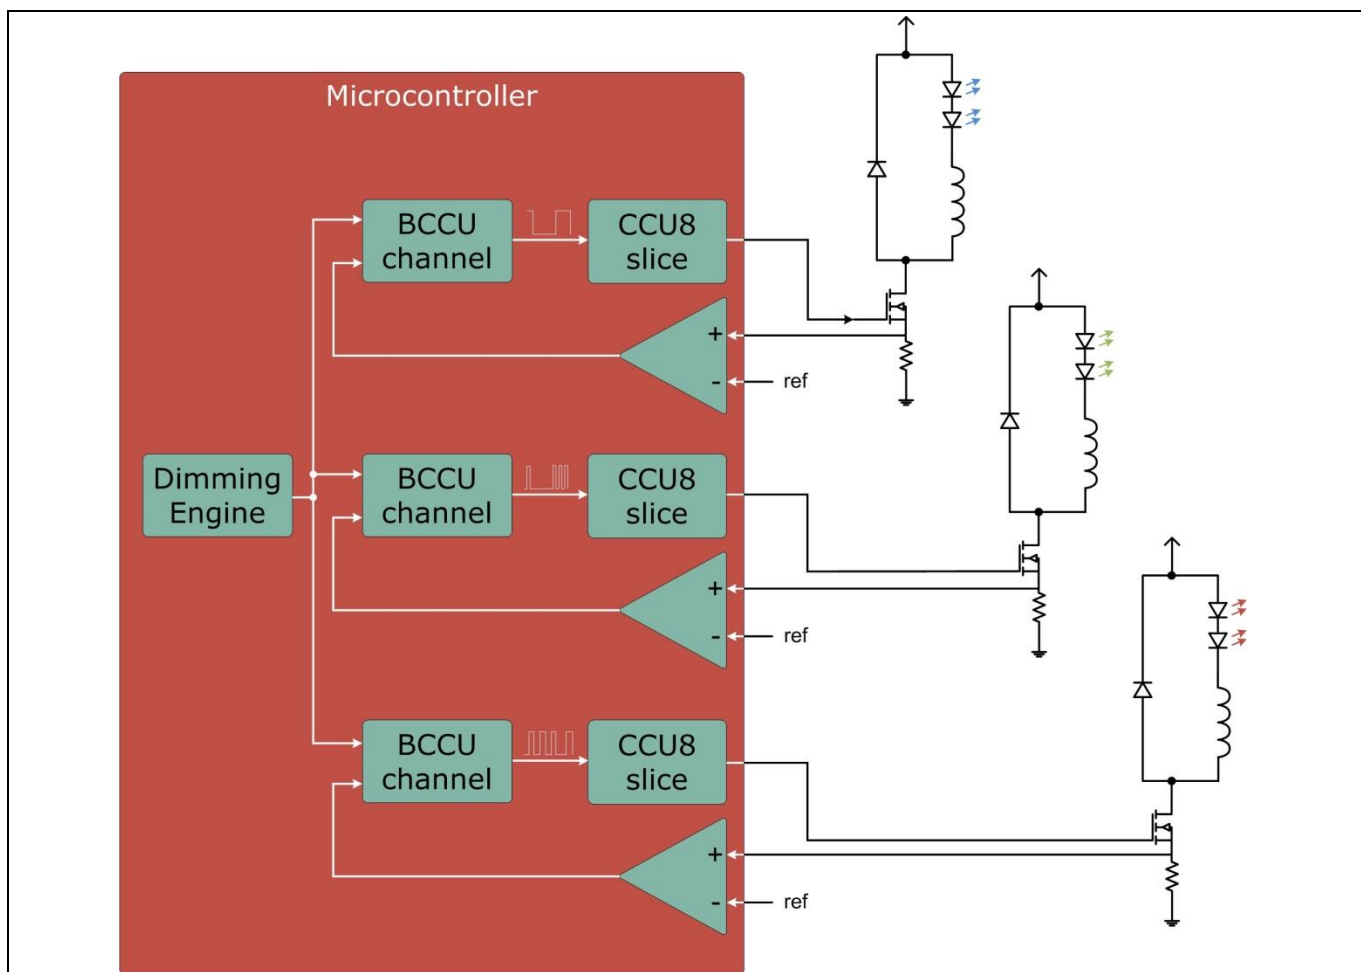 Microcontroller
BCCU
channel
CCU8
slice
+
-
ref
Dimming
Engine
BCCU
channel
CCU8
slice
+
-
ref
BCCU
channel
CCU8
slice
+
-
ref